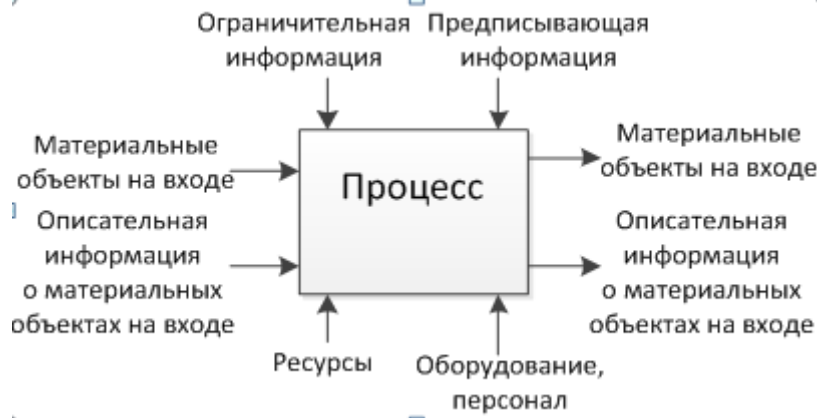 Ограничительная
информация
Предписывающая
информация
Материальные
объекты на входе
Описательная
информация
о материальных
объектах на входе
Процесс
Материальные
объекты на входе
Описательная
информация
о материальных
объектах на входе
Ресурсы
Оборудование,
персонал